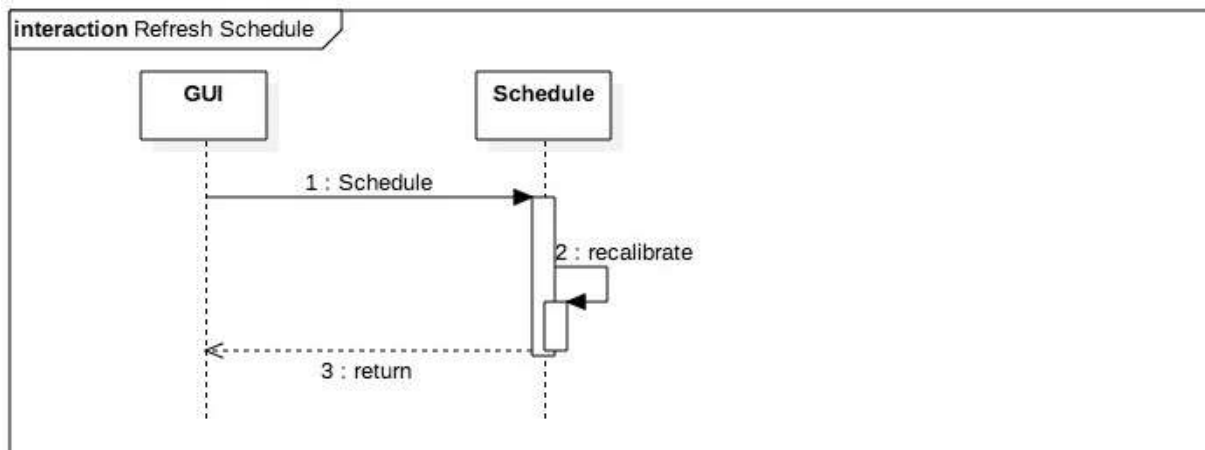 interaction Refresh Schedule
GUI
Schedule
1 : Schedule
2 : recalibrate
3 : return